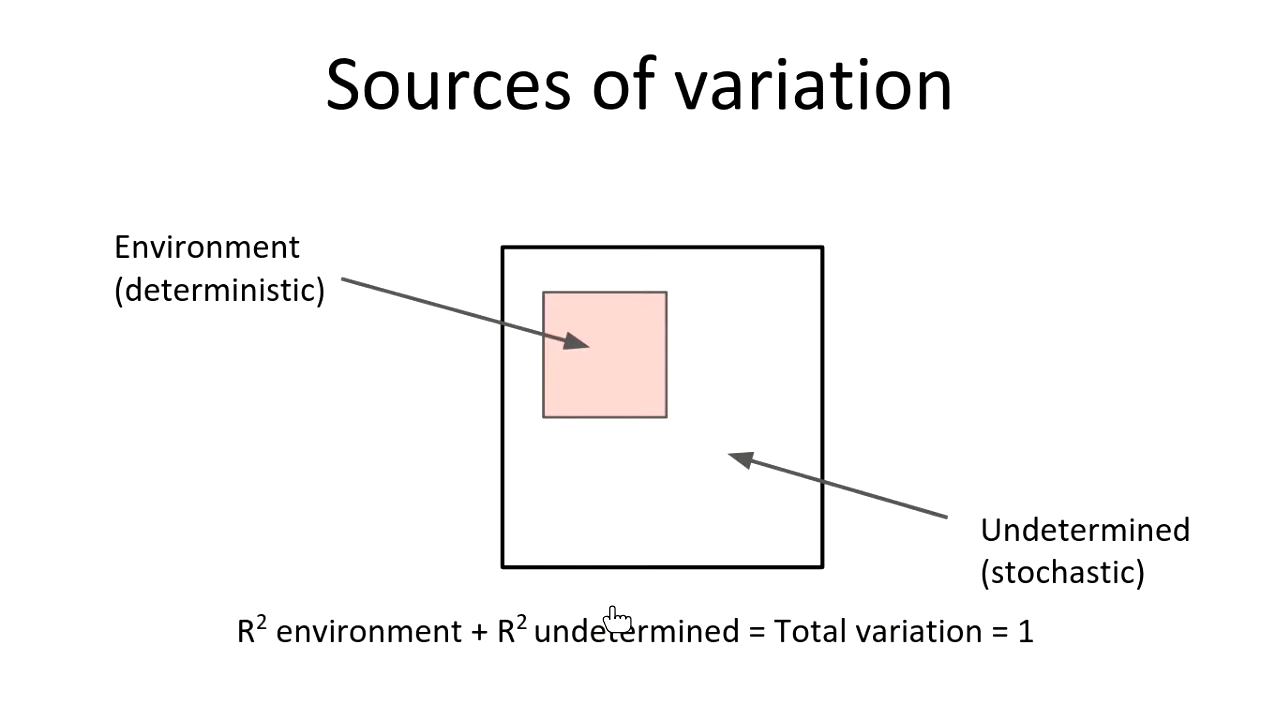 Sources of variation
Environment
(deterministic)
Undetermined
(stochastic)
R² environment + R² undetermined = Total variation = 1